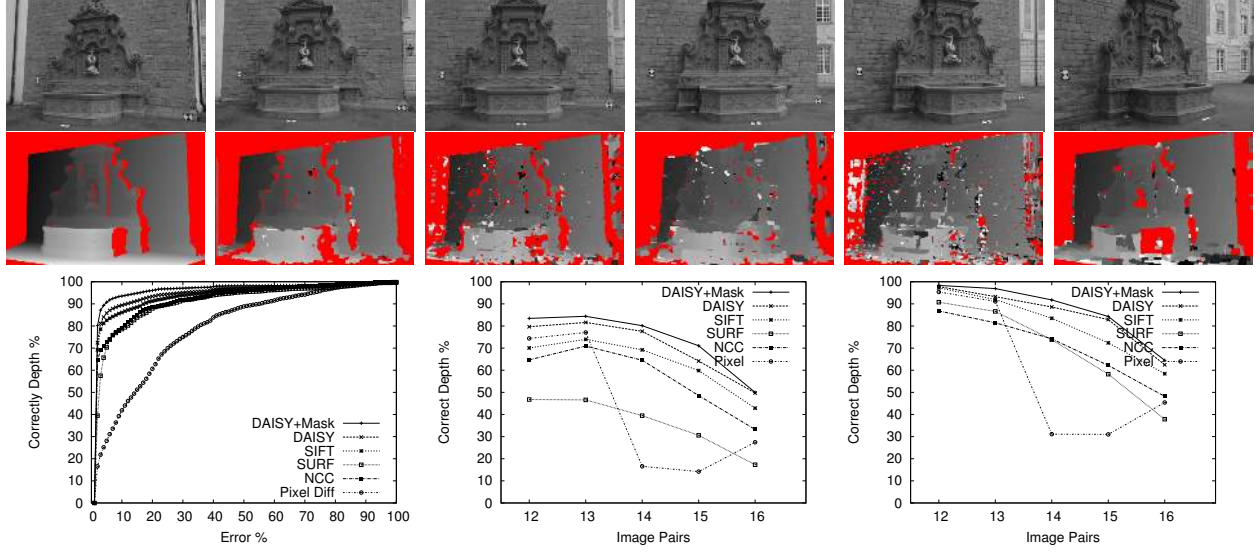 Correctly Depth %
100
90
80
70
60
50
40
30
20
10
0
DAISY+Mask
DAISY
SIFT
SURF
NCC
Pixel Diff
0 10 20 30 40 50 60 70 80 90 100
Error %
Correct Depth %
100
90
80
70
60
50
40
30
20
10
0
DAISY+Mask
DAISY
SIFT
SURF
NCC
Pixel
12 13 14 15 16
Image Pairs
Correct Depth %
100
90
80
70
60
50
40
30
20
10
0
DAISY+Mask
DAISY
SIFT
SURF
NCC
Pixel
12 13 14 15 16
Image Pairs